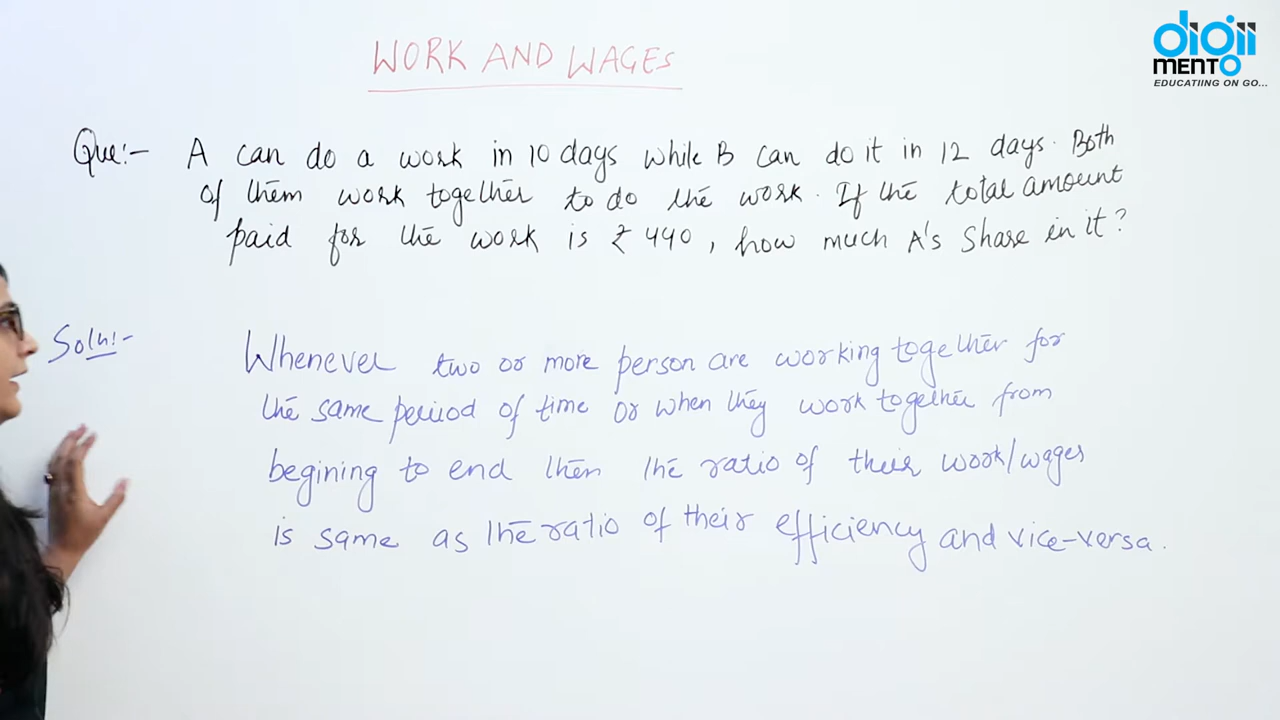 WORK AND WAGES
digii
MENTO
EDUCATIING ON GO...
Que:- A can do a work in 10 days while B can do it in 12 days. Both
of them work together to do the work. If the total amount
paid for the work is ₹ 440, how much A's Share in it?
Soln:- Whenever two or more person are working together for
the same period of time or when they work together from
begining to end then the ratio of their work/wages
is same as the ratio of their efficiency and vice-versa.